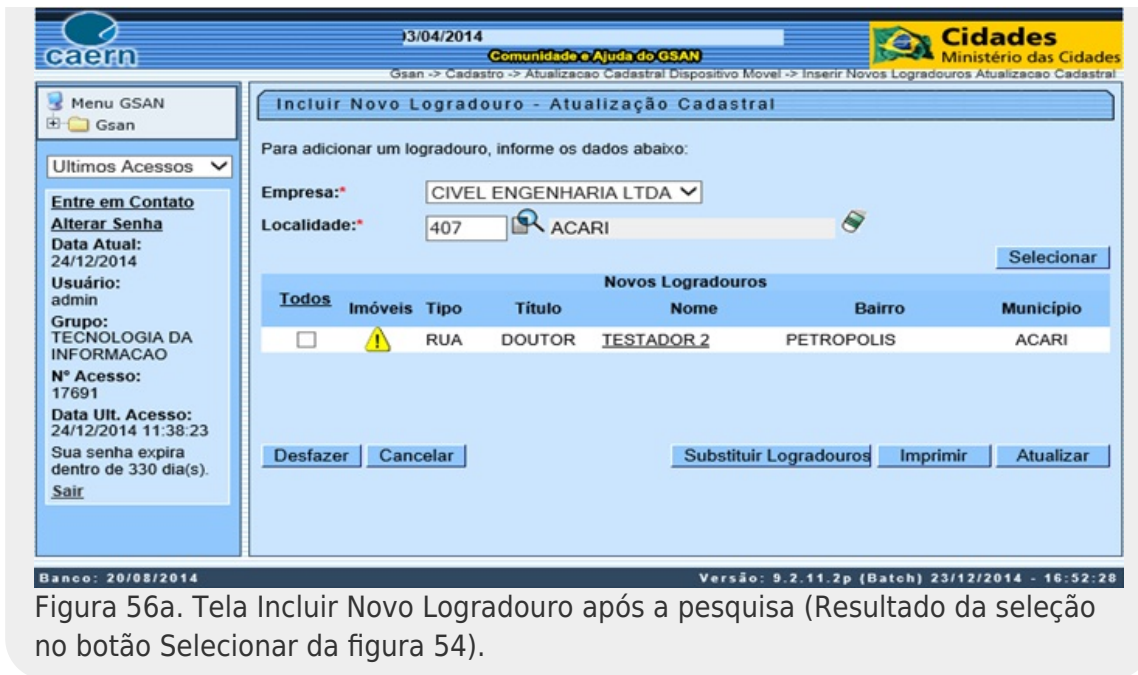 caern
)3/04/2014
Comunidade e Ajuda do GSAN
Cidades
Ministério das Cidades
Gsan -> Cadastro -> Atualizacao Cadastral Dispositivo Movel -> Inserir Novos Logradouros Atualizacao Cadastral
Menu GSAN
Gsan
Ultimos Acessos
Entre em Contato
Alterar Senha
Data Atual:
24/12/2014
Usuário:
admin
Grupo:
TECNOLOGIA DA
INFORMACAO
Nº Acesso:
17691
Data Ult. Acesso:
24/12/2014 11:38:23
Sua senha expira
dentro de 330 dia(s).
Sair
Incluir Novo Logradouro - Atualização Cadastral
Para adicionar um logradouro, informe os dados abaixo:
Empresa:* CIVEL ENGENHARIA LTDA
Localidade:* 407 ACARI
Selecionar
Novos Logradouros
Todos Imóveis Tipo Título Nome Bairro Município
RUA DOUTOR TESTADOR 2 PETROPOLIS ACARI
Desfazer Cancelar Substituir Logradouros Imprimir Atualizar
Banco: 20/08/2014 Versão: 9.2.11.2p (Batch) 23/12/2014 - 16:52:28
Figura 56a. Tela Incluir Novo Logradouro após a pesquisa (Resultado da seleção
no botão Selecionar da figura 54).